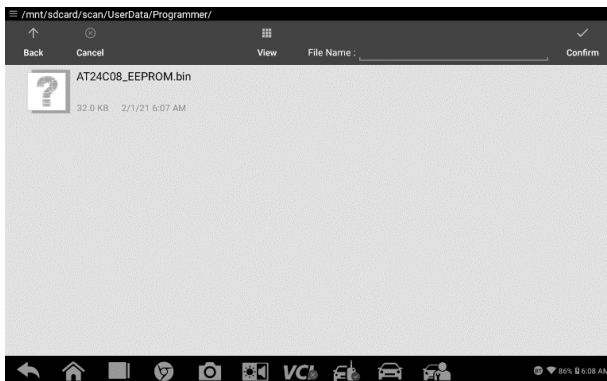 /mnt/sdcard/scan/UserData/Programmer/
Back Cancel View File Name : Confirm
AT24C08_EEPROM.bin
32.0 KB 2/1/21 6:07 AM
VCI 86% 6:08 AM